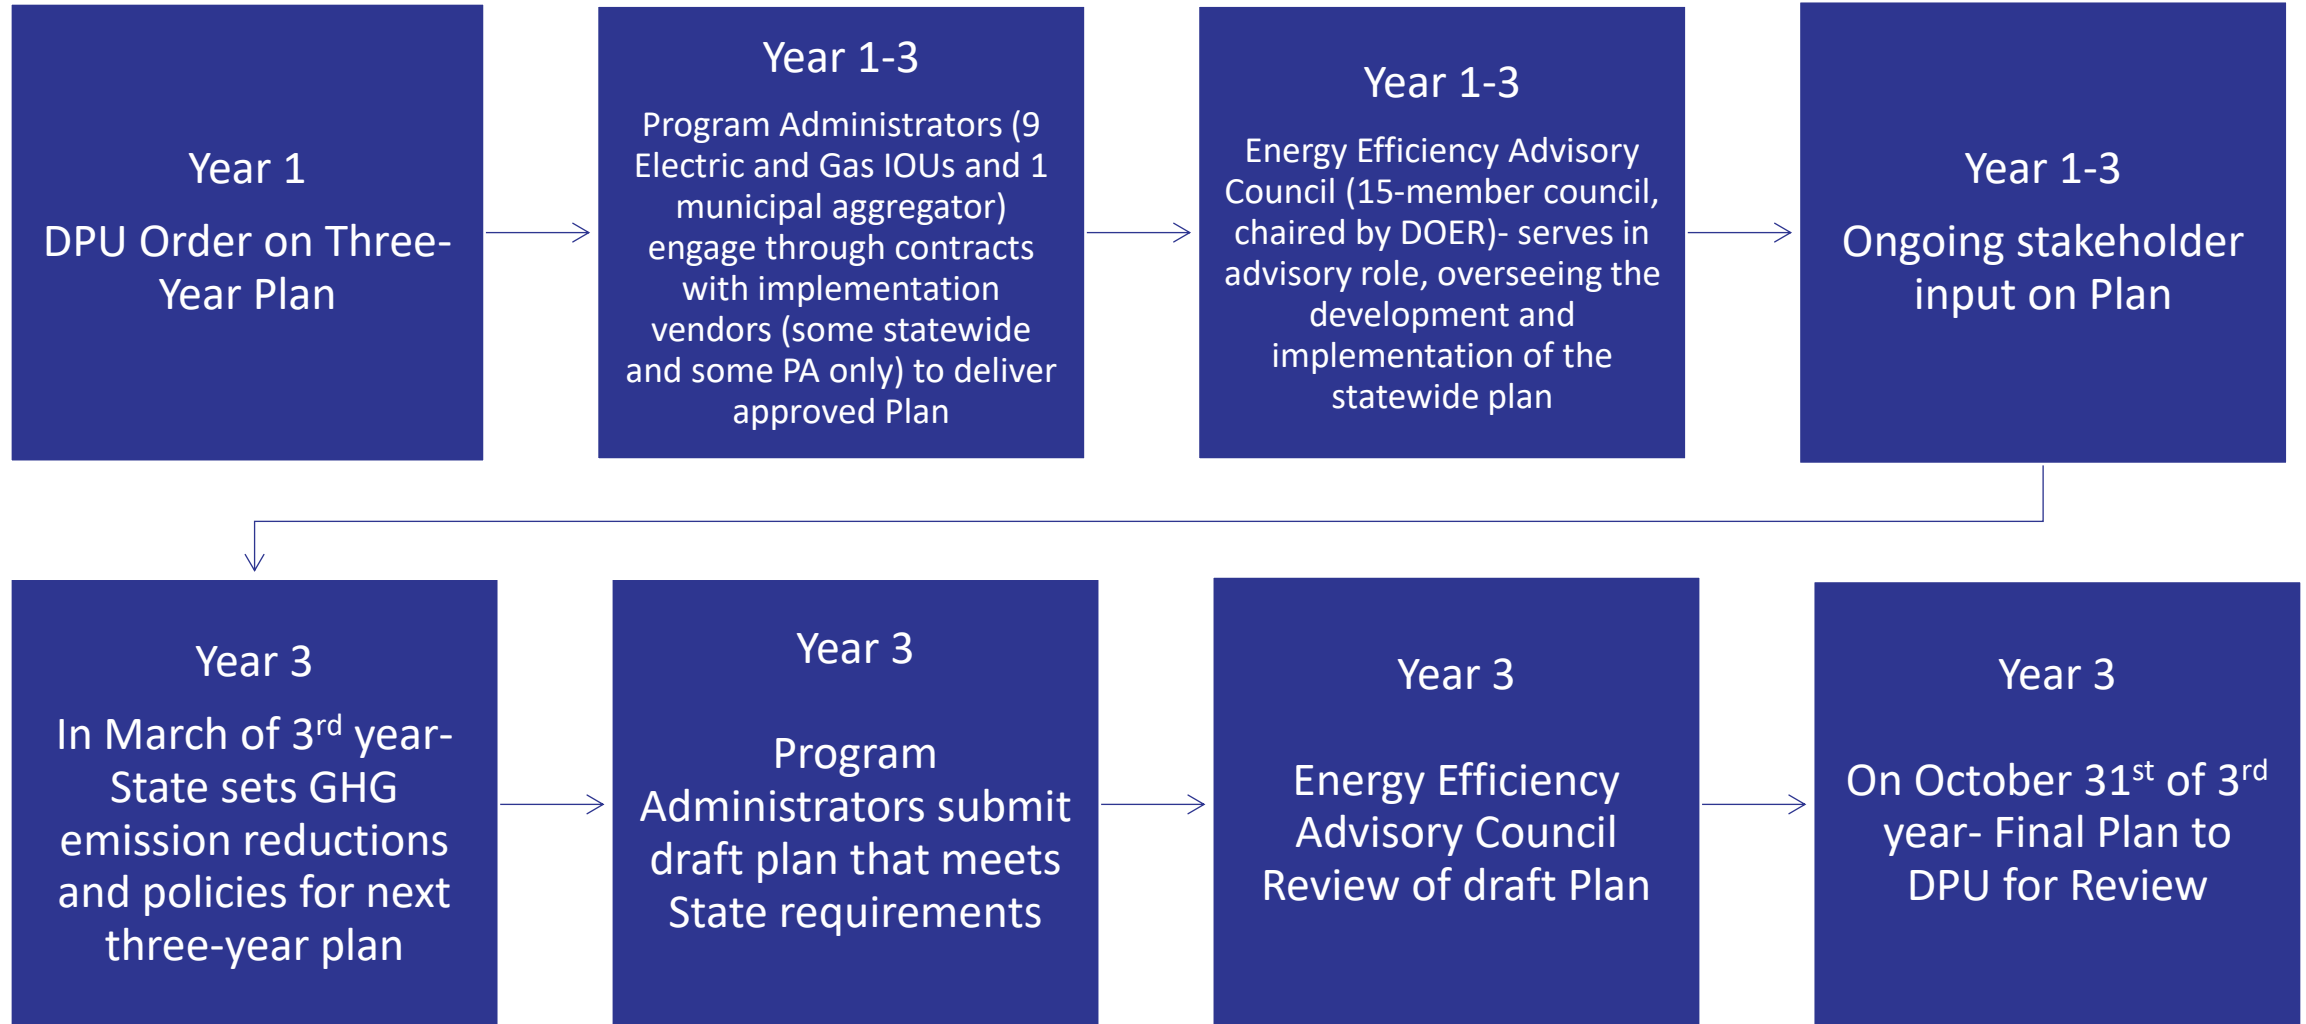 Year 1
DPU Order on Three-
Year Plan
Year 1-3
Program Administrators (9
Electric and Gas IOUs and 1
municipal aggregator)
engage through contracts
with implementation
vendors (some statewide
and some PA only) to deliver
approved Plan
Year 1-3
Energy Efficiency Advisory
Council (15-member council,
chaired by DOER)- serves in
advisory role, overseeing the
development and
implementation of the
statewide plan
Year 1-3
Ongoing stakeholder
input on Plan
Year 3
In March of 3rd year-
State sets GHG
emission reductions
and policies for next
three-year plan
Year 3
Program
Administrators submit
draft plan that meets
State requirements
Year 3
Energy Efficiency
Advisory Council
Review of draft Plan
Year 3
On October 31st of 3rd
year- Final Plan to
DPU for Review